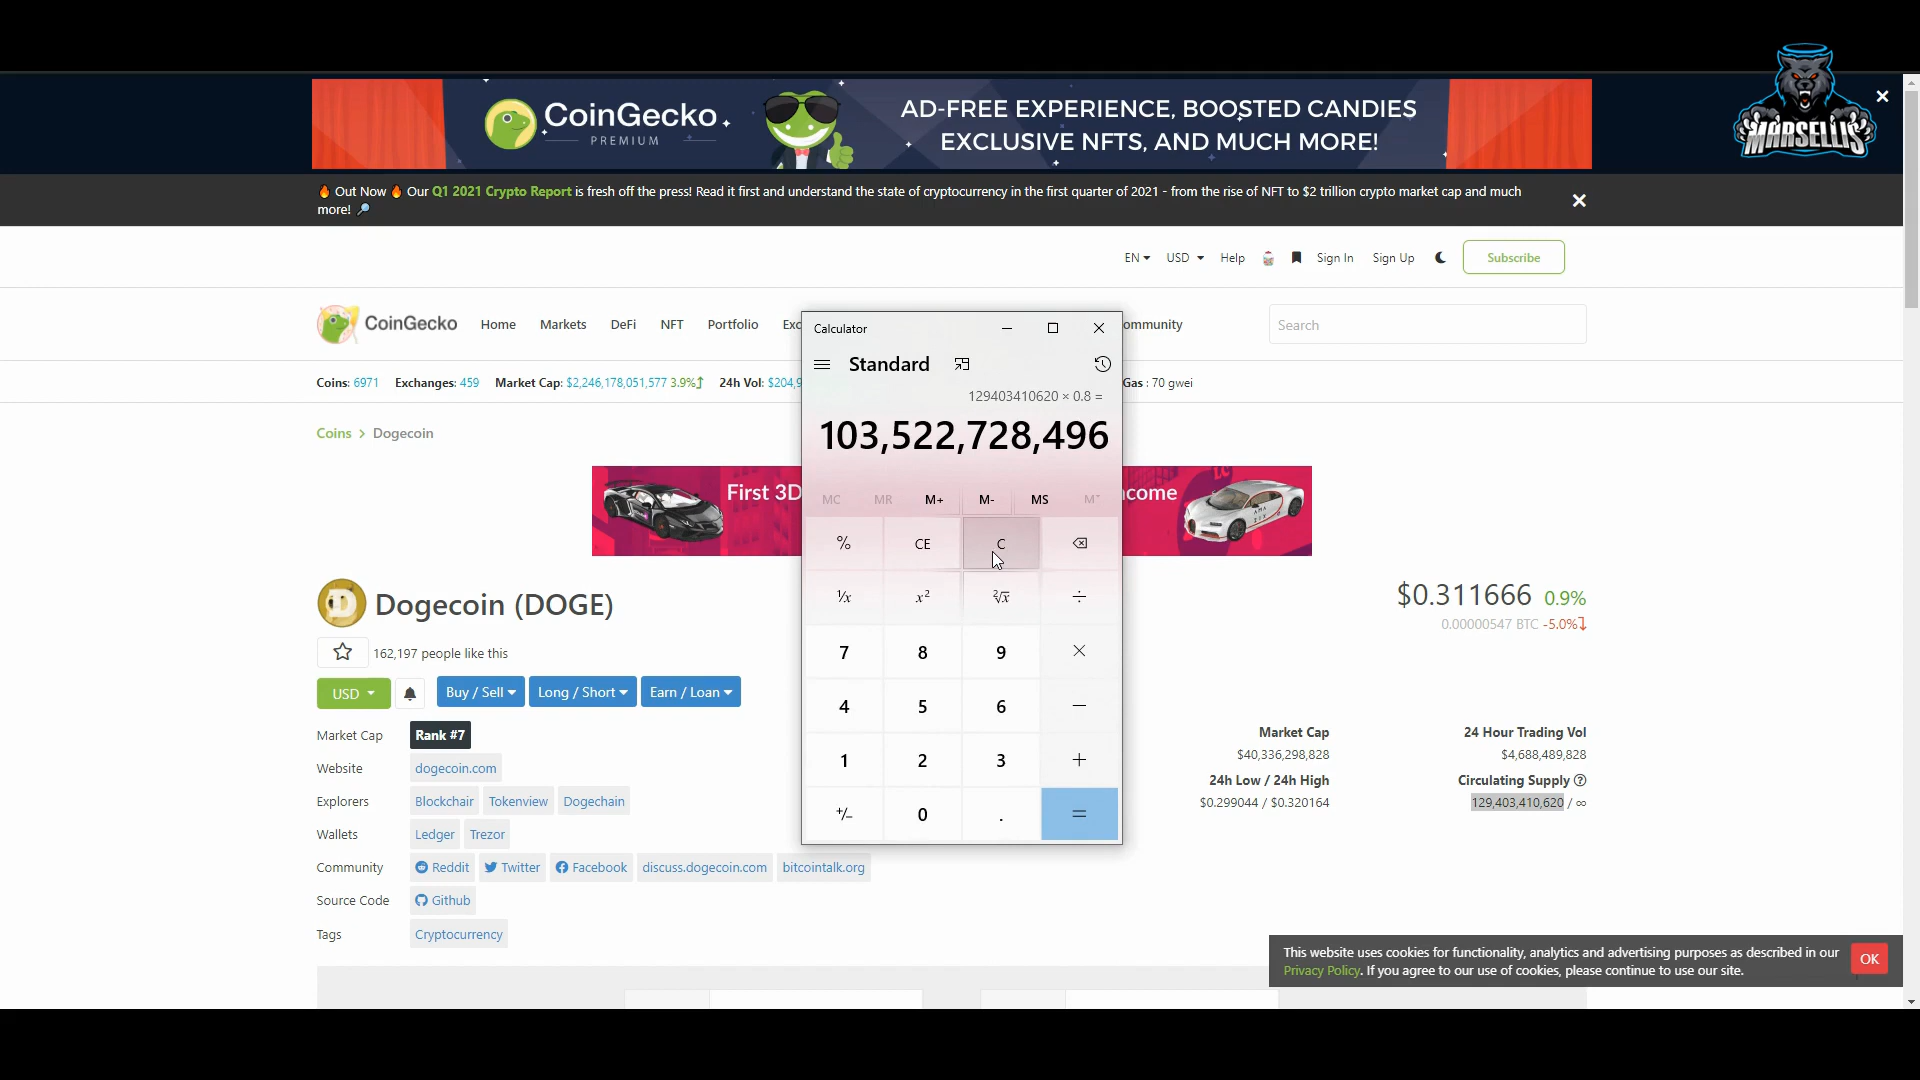 CoinGecko
PREMIUM
AD-FREE EXPERIENCE, BOOSTED CANDIES
EXCLUSIVE NFTS, AND MUCH MORE!
MARSELLIS
Out Now Our Q1 2021 Crypto Report is fresh off the press! Read it first and understand the state of cryptocurrency in the first quarter of 2021 - from the rise of NFT to $2 trillion crypto market cap and much
more!
EN USD Help Sign In Sign Up Subscribe
CoinGecko Home Markets DeFi NFT Portfolio Exc
ommunity
Search
Coins: 6971 Exchanges: 459 Market Cap: $2,246,178,051,577 3.9% 24h Vol: $204,9
Gas : 70 gwei
Coins > Dogecoin
First 3D
ncome
Calculator
Standard
129403410620 × 0.8 =
103,522,728,496
MC MR M+ M- MS M˅
% CE C
⅟x x² ²√x ÷
7 8 9 ×
4 5 6 −
1 2 3 +
+/− 0 . =
Dogecoin (DOGE)
162,197 people like this
USD Buy / Sell Long / Short Earn / Loan
Market Cap Rank #7
Website dogecoin.com
Explorers Blockchair Tokenview Dogechain
Wallets Ledger Trezor
Community Reddit Twitter Facebook discuss.dogecoin.com bitcointalk.org
Source Code Github
Tags Cryptocurrency
$0.311666 0.9%
0.00000547 BTC -5.0%
Market Cap 24 Hour Trading Vol
$40,336,298,828 $4,688,489,828
24h Low / 24h High Circulating Supply
$0.299044 / $0.320164 129,403,410,620 / ∞
This website uses cookies for functionality, analytics and advertising purposes as described in our
Privacy Policy. If you agree to our use of cookies, please continue to use our site.
OK